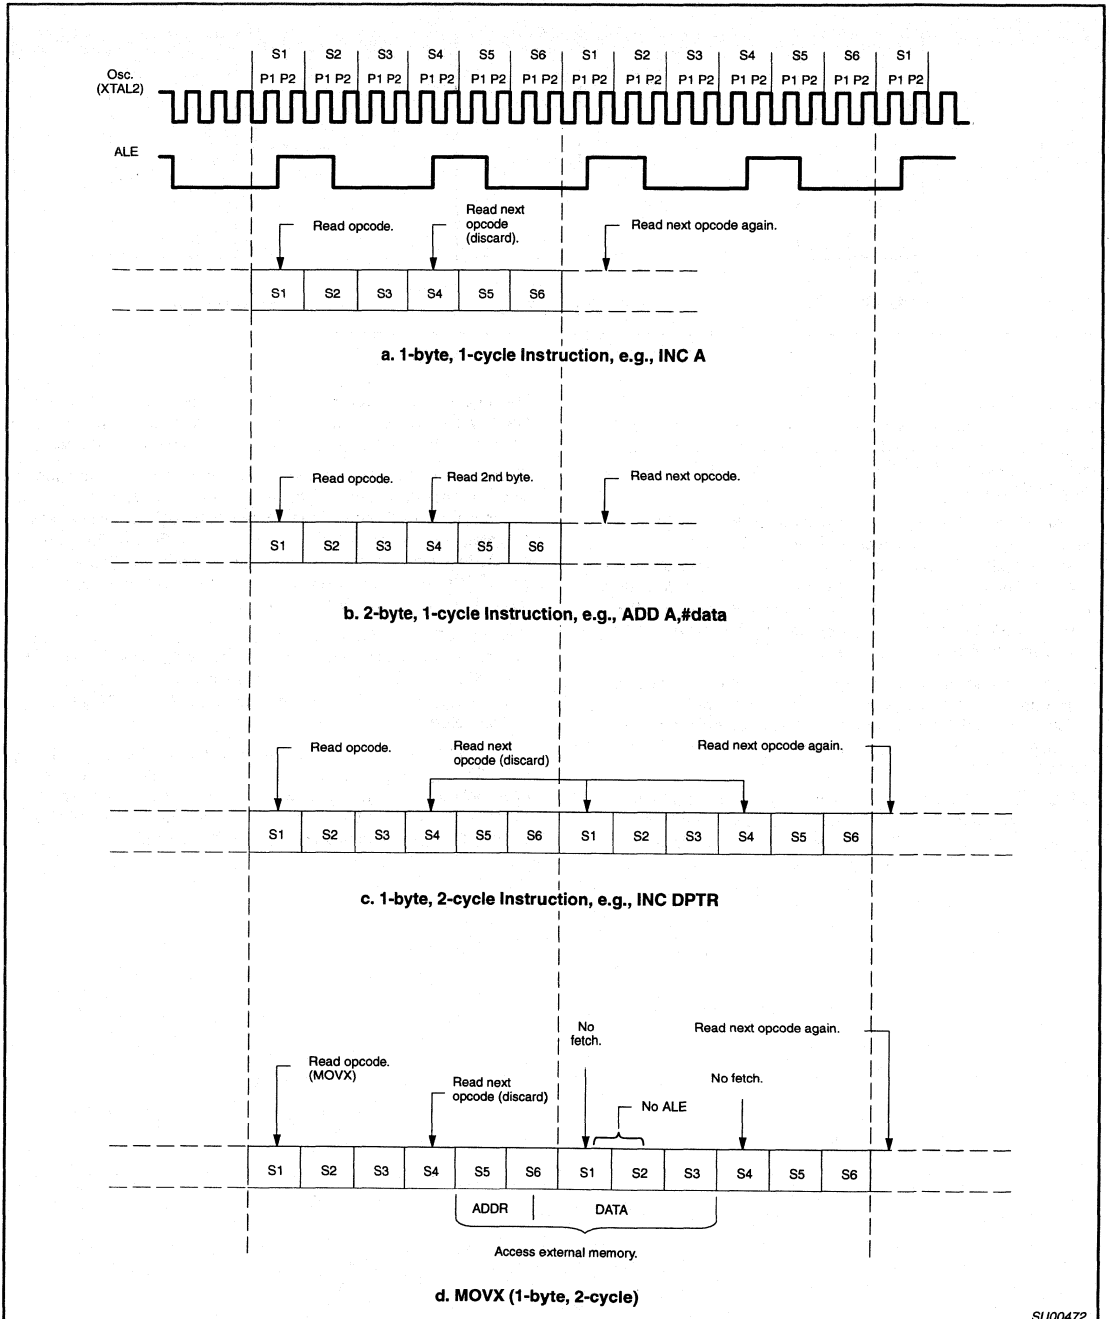 S1 S2 S3 S4 S5 S6 S1 S2 S3 S4 S5 S6 S1
Osc.
(XTAL2)
P1 P2 P1 P2 P1 P2 P1 P2 P1 P2 P1 P2 P1 P2 P1 P2 P1 P2 P1 P2 P1 P2 P1 P2 P1 P2
ALE
Read opcode.
Read next
opcode
(discard).
Read next opcode again.
S1 S2 S3 S4 S5 S6
a. 1-byte, 1-cycle Instruction, e.g., INC A
Read opcode.
Read 2nd byte.
Read next opcode.
S1 S2 S3 S4 S5 S6
b. 2-byte, 1-cycle Instruction, e.g., ADD A,#data
Read opcode.
Read next
opcode (discard)
Read next opcode again.
S1 S2 S3 S4 S5 S6 S1 S2 S3 S4 S5 S6
c. 1-byte, 2-cycle Instruction, e.g., INC DPTR
Read opcode.
(MOVX)
Read next
opcode (discard)
No
fetch.
No ALE
No fetch.
Read next opcode again.
S1 S2 S3 S4 S5 S6 S1 S2 S3 S4 S5 S6
ADDR DATA
Access external memory.
d. MOVX (1-byte, 2-cycle)
SU00472